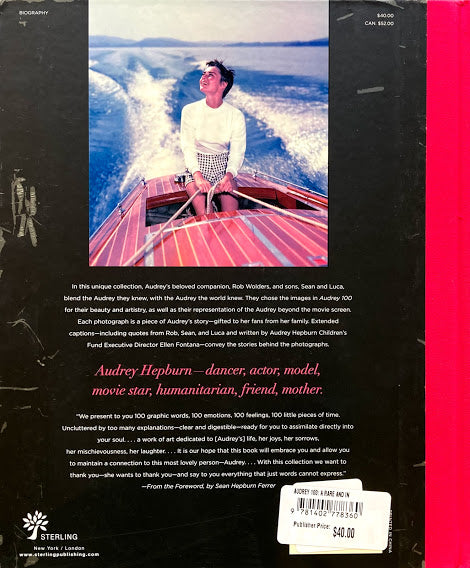 BIOGRAPHY
$40.00
CAN. $52.00
In this unique collection, Audrey's beloved companion, Rob Wolders, and sons, Sean and Luca,
blend the Audrey they knew, with the Audrey the world knew. They chose the images in Audrey 100
for their beauty and artistry, as well as their representation of the Audrey beyond the movie screen.
Each photograph is a piece of Audrey's story—gifted to her fans from her family. Extended
captions—including quotes from Rob, Sean, and Luca and written by Audrey Hepburn Children's
Fund Executive Director Ellen Fontana—convey the stories behind the photographs.
Audrey Hepburn—dancer, actor, model,
movie star, humanitarian, friend, mother.
"We present to you 100 graphic words, 100 emotions, 100 feelings, 100 little pieces of time.
Uncluttered by too many explanations—clear and digestible—ready for you to assimilate directly into
your soul. . . . a work of art dedicated to [Audrey's] life, her joys, her sorrows,
her mischievousness, her laughter. . . . It is our hope that this book will embrace you and allow
you to maintain a connection to this most lovely person—Audrey. . . . With this collection we want to
thank you—she wants to thank you—and say to you everything that just words cannot express."
—From the Foreword, by Sean Hepburn Ferrer
AUDREY 100: A RARE AND IN
9 781402 778360
Publisher Price:
$40.00
STERLING
New York / London
www.sterlingpublishing.com